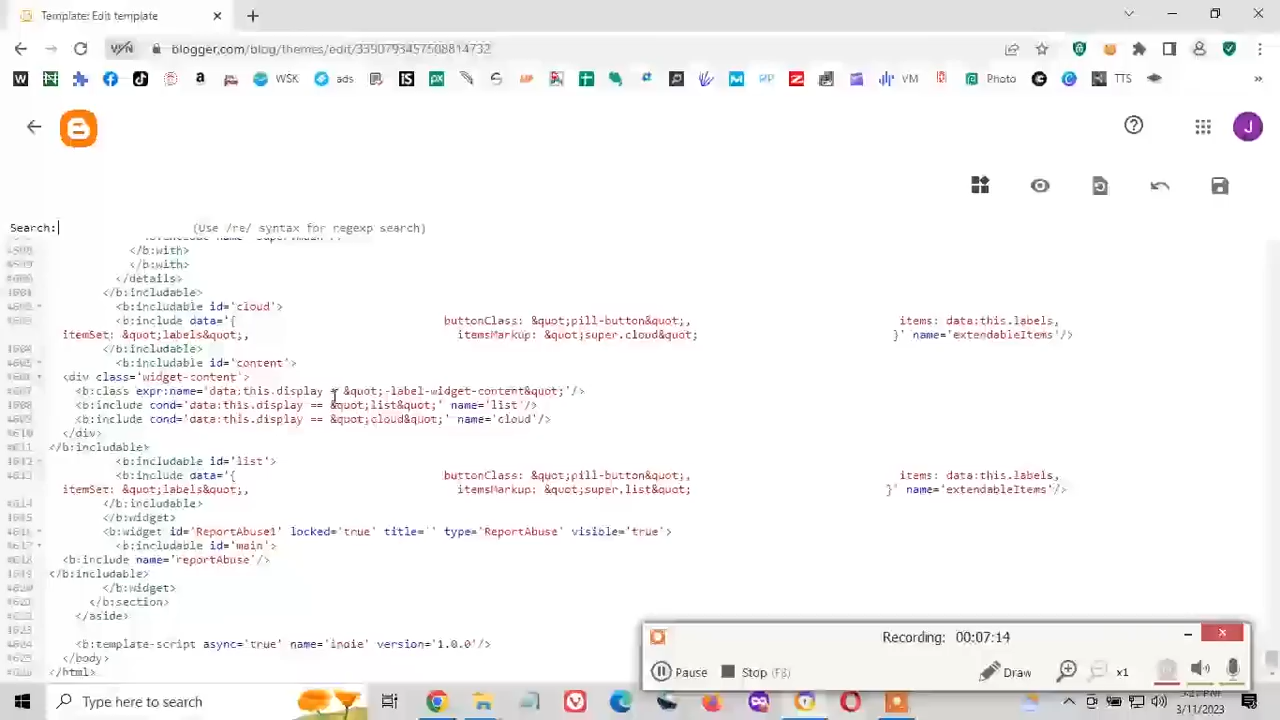 Template: Edit template
blogger.com/blog/themes/edit/3390793457508814732
WSK ads VM Photo TTS
J
Search: (Use /re/ syntax for regexp search)
</b:with>
</b:with>
</details>
</b:includable>
<b:includable id='cloud'>
<b:include data='{ buttonClass: &quot;pill-button&quot;, items: data:this.labels,
itemSet: &quot;labels&quot;, itemsMarkup: &quot;super.cloud&quot; }' name='extendableItems'/>
</b:includable>
<b:includable id='content'>
<div class='widget-content'>
<b:class expr:name='data:this.display + &quot;-label-widget-content&quot;'/>
<b:include cond='data:this.display == &quot;list&quot;' name='list'/>
<b:include cond='data:this.display == &quot;cloud&quot;' name='cloud'/>
</div>
</b:includable>
<b:includable id='list'>
<b:include data='{ buttonClass: &quot;pill-button&quot;, items: data:this.labels,
itemSet: &quot;labels&quot;, itemsMarkup: &quot;super.list&quot; }' name='extendableItems'/>
</b:includable>
</b:widget>
<b:widget id='ReportAbuse1' locked='true' title='' type='ReportAbuse' visible='true'>
<b:includable id='main'>
<b:include name='reportAbuse'/>
</b:includable>
</b:widget>
</b:section>
</aside>
<b:template-script async='true' name='indie' version='1.0.0'/>
</body>
</html>
Recording: 00:07:14
Pause Stop (F8) Draw x1
Type here to search
3/11/2023